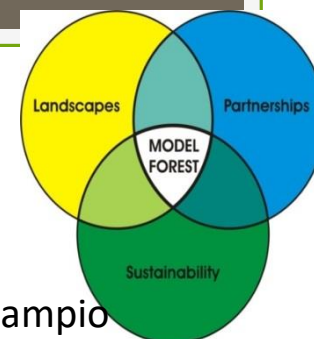 Landscapes
Partnerships
MODEL
FOREST
Sustainability
ampio